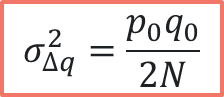 σ²_Δq = p₀q₀ / 2N